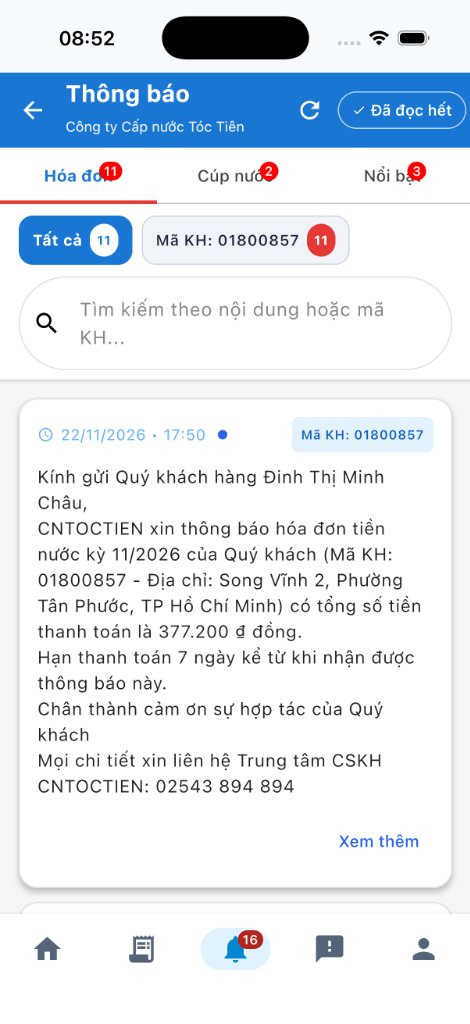 08:52
Thông báo
Công ty Cấp nước Tóc Tiên
Đã đọc hết
Hóa đơn 11
Cúp nước 2
Nổi bật 3
Tất cả 11
Mã KH: 01800857 11
Tìm kiếm theo nội dung hoặc mã
KH...
22/11/2026 • 17:50
Mã KH: 01800857
Kính gửi Quý khách hàng Đinh Thị Minh
Châu,
CNTOCTIEN xin thông báo hóa đơn tiền
nước kỳ 11/2026 của Quý khách (Mã KH:
01800857 - Địa chỉ: Song Vĩnh 2, Phường
Tân Phước, TP Hồ Chí Minh) có tổng số tiền
thanh toán là 377.200 ₫ đồng.
Hạn thanh toán 7 ngày kể từ khi nhận được
thông báo này.
Chân thành cảm ơn sự hợp tác của Quý
khách
Mọi chi tiết xin liên hệ Trung tâm CSKH
CNTOCTIEN: 02543 894 894
Xem thêm
16